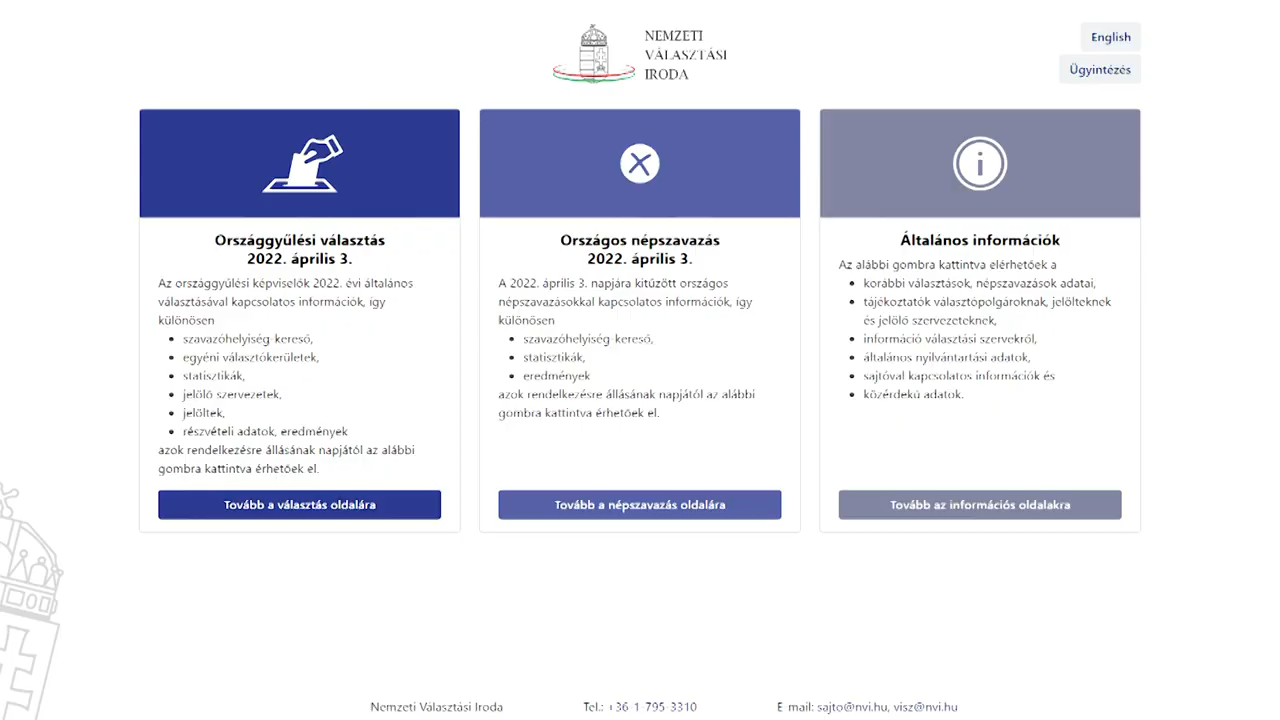 NEMZETI
VÁLASZTÁSI
IRODA
English
Ügyintézés
Országgyűlési választás
2022. április 3.
Az országgyűlési képviselők 2022. évi általános
választásával kapcsolatos információk, így
különösen
szavazóhelyiség-kereső,
egyéni választókerületek,
statisztikák,
jelölő szervezetek,
jelöltek,
részvételi adatok, eredmények
azok rendelkezésre állásának napjától az alábbi
gombra kattintva érhetőek el.
Tovább a választás oldalára
Országos népszavazás
2022. április 3.
A 2022. április 3. napjára kitűzött országos
népszavazásokkal kapcsolatos információk, így
különösen
szavazóhelyiség-kereső,
statisztikák,
eredmények
azok rendelkezésre állásának napjától az alábbi
gombra kattintva érhetőek el.
Tovább a népszavazás oldalára
Általános információk
Az alábbi gombra kattintva elérhetőek a
korábbi választások, népszavazások adatai,
tájékoztatók választópolgároknak, jelölteknek
és jelölő szervezeteknek,
információ választási szervekről,
általános nyilvántartási adatok,
sajtóval kapcsolatos információk és
közérdekű adatok.
Tovább az információs oldalakra
Nemzeti Választási Iroda
Tel.: +36-1-795-3310
E-mail: sajto@nvi.hu, visz@nvi.hu